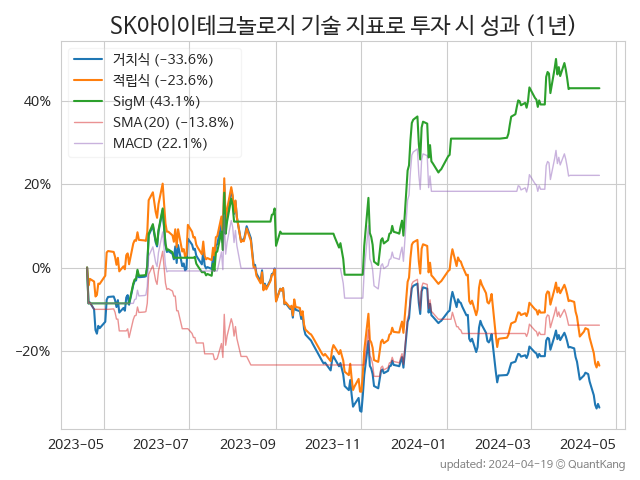 SK아이이테크놀로지 기술 지표로 투자 시 성과 (1년)
거치식 (−33.6%)
적립식 (−23.6%)
SigM (43.1%)
SMA(20) (−13.8%)
MACD (22.1%)
40%
20%
0%
−20%
2023-05 2023-07 2023-09 2023-11 2024-01 2024-03 2024-05
updated: 2024-04-19 © QuantKang